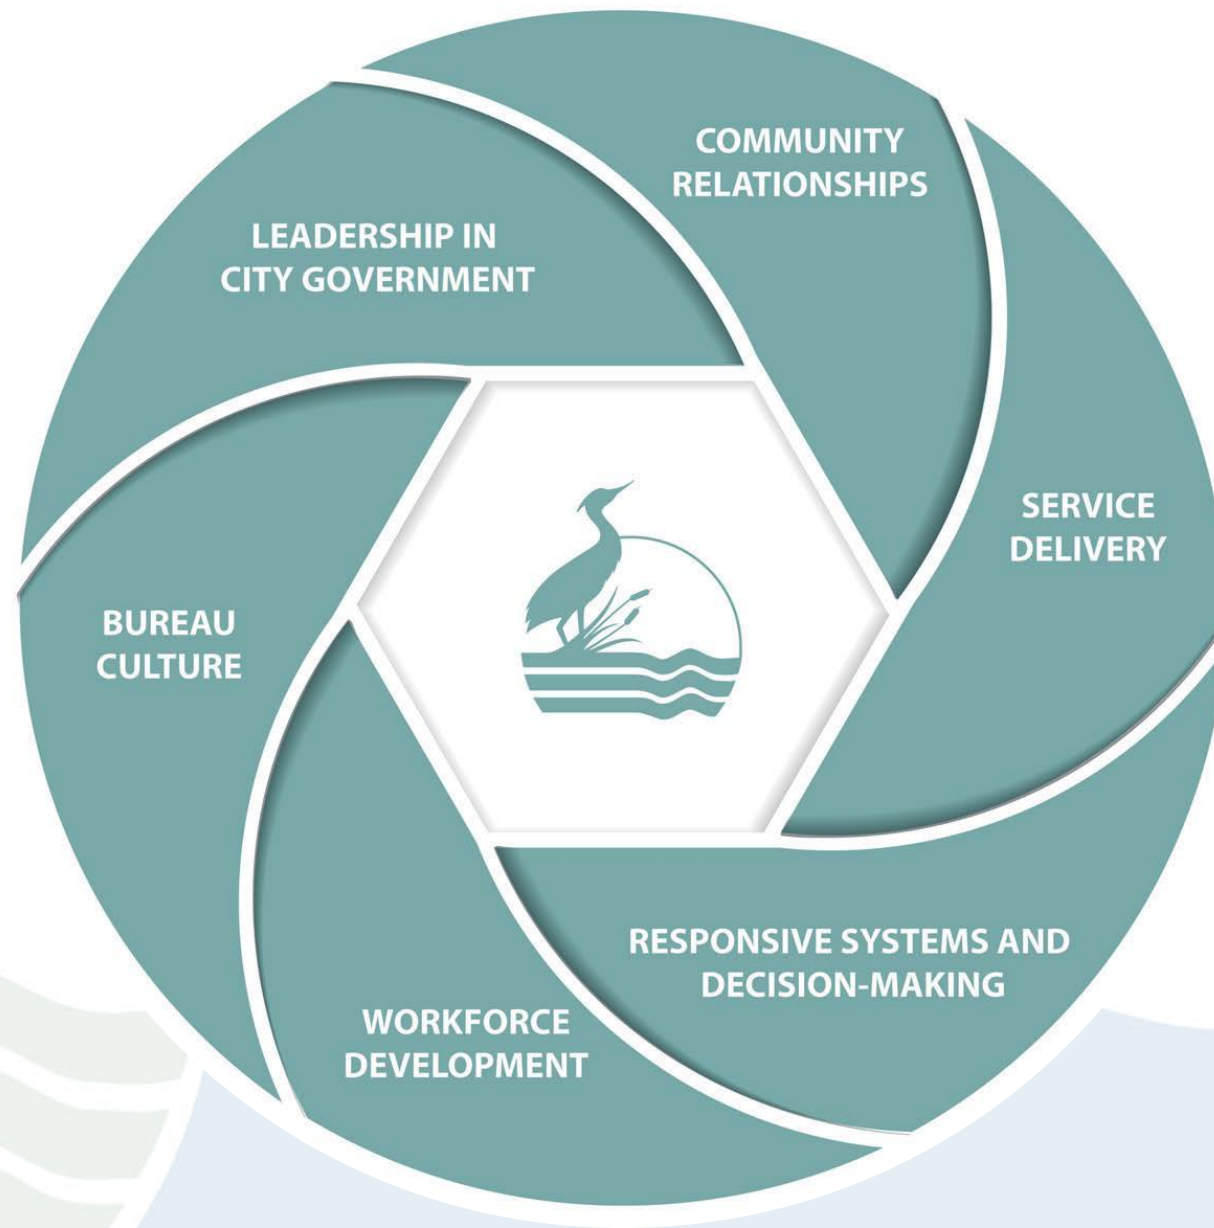 COMMUNITY
RELATIONSHIPS
LEADERSHIP IN
CITY GOVERNMENT
SERVICE
DELIVERY
BUREAU
CULTURE
RESPONSIVE SYSTEMS AND
DECISION-MAKING
WORKFORCE
DEVELOPMENT